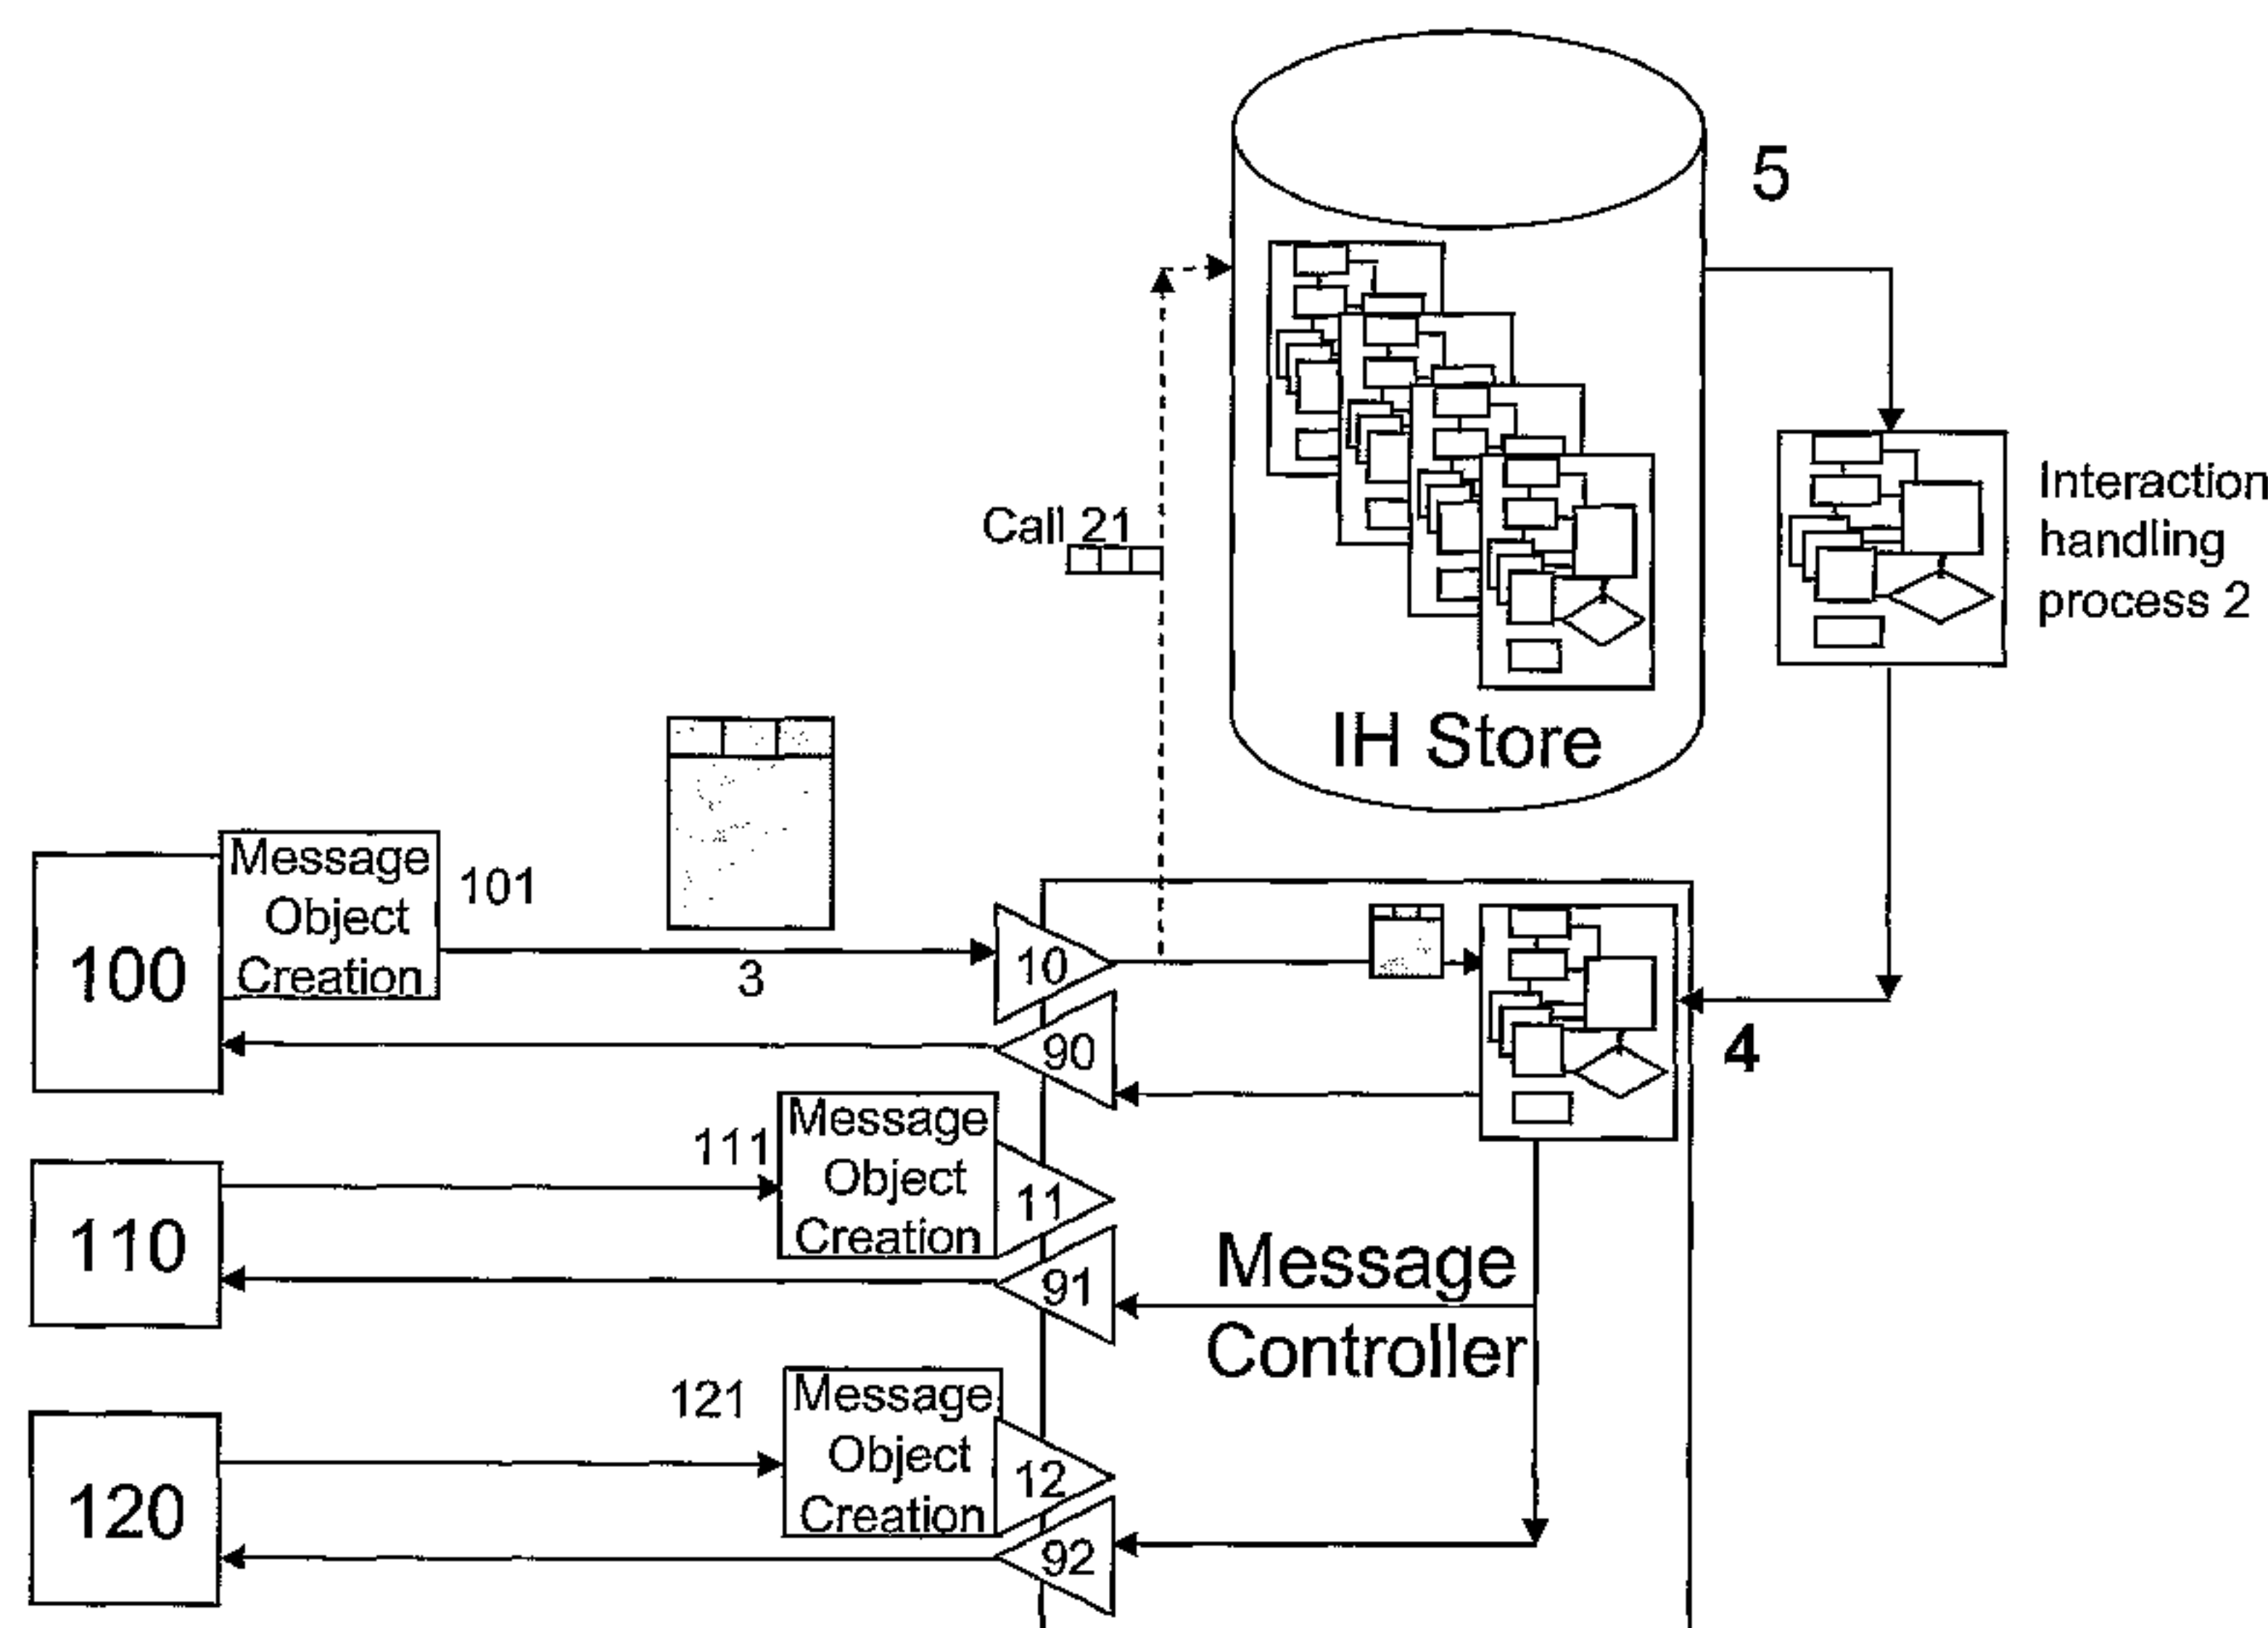 5
Interaction
handling
process 2
Call 21
IH Store
Message
Object
Creation
101
100
3
10
90
4
Message
Object
Creation
111
11
110
91
Message
Controller
Message
Object
Creation
121
12
120
92